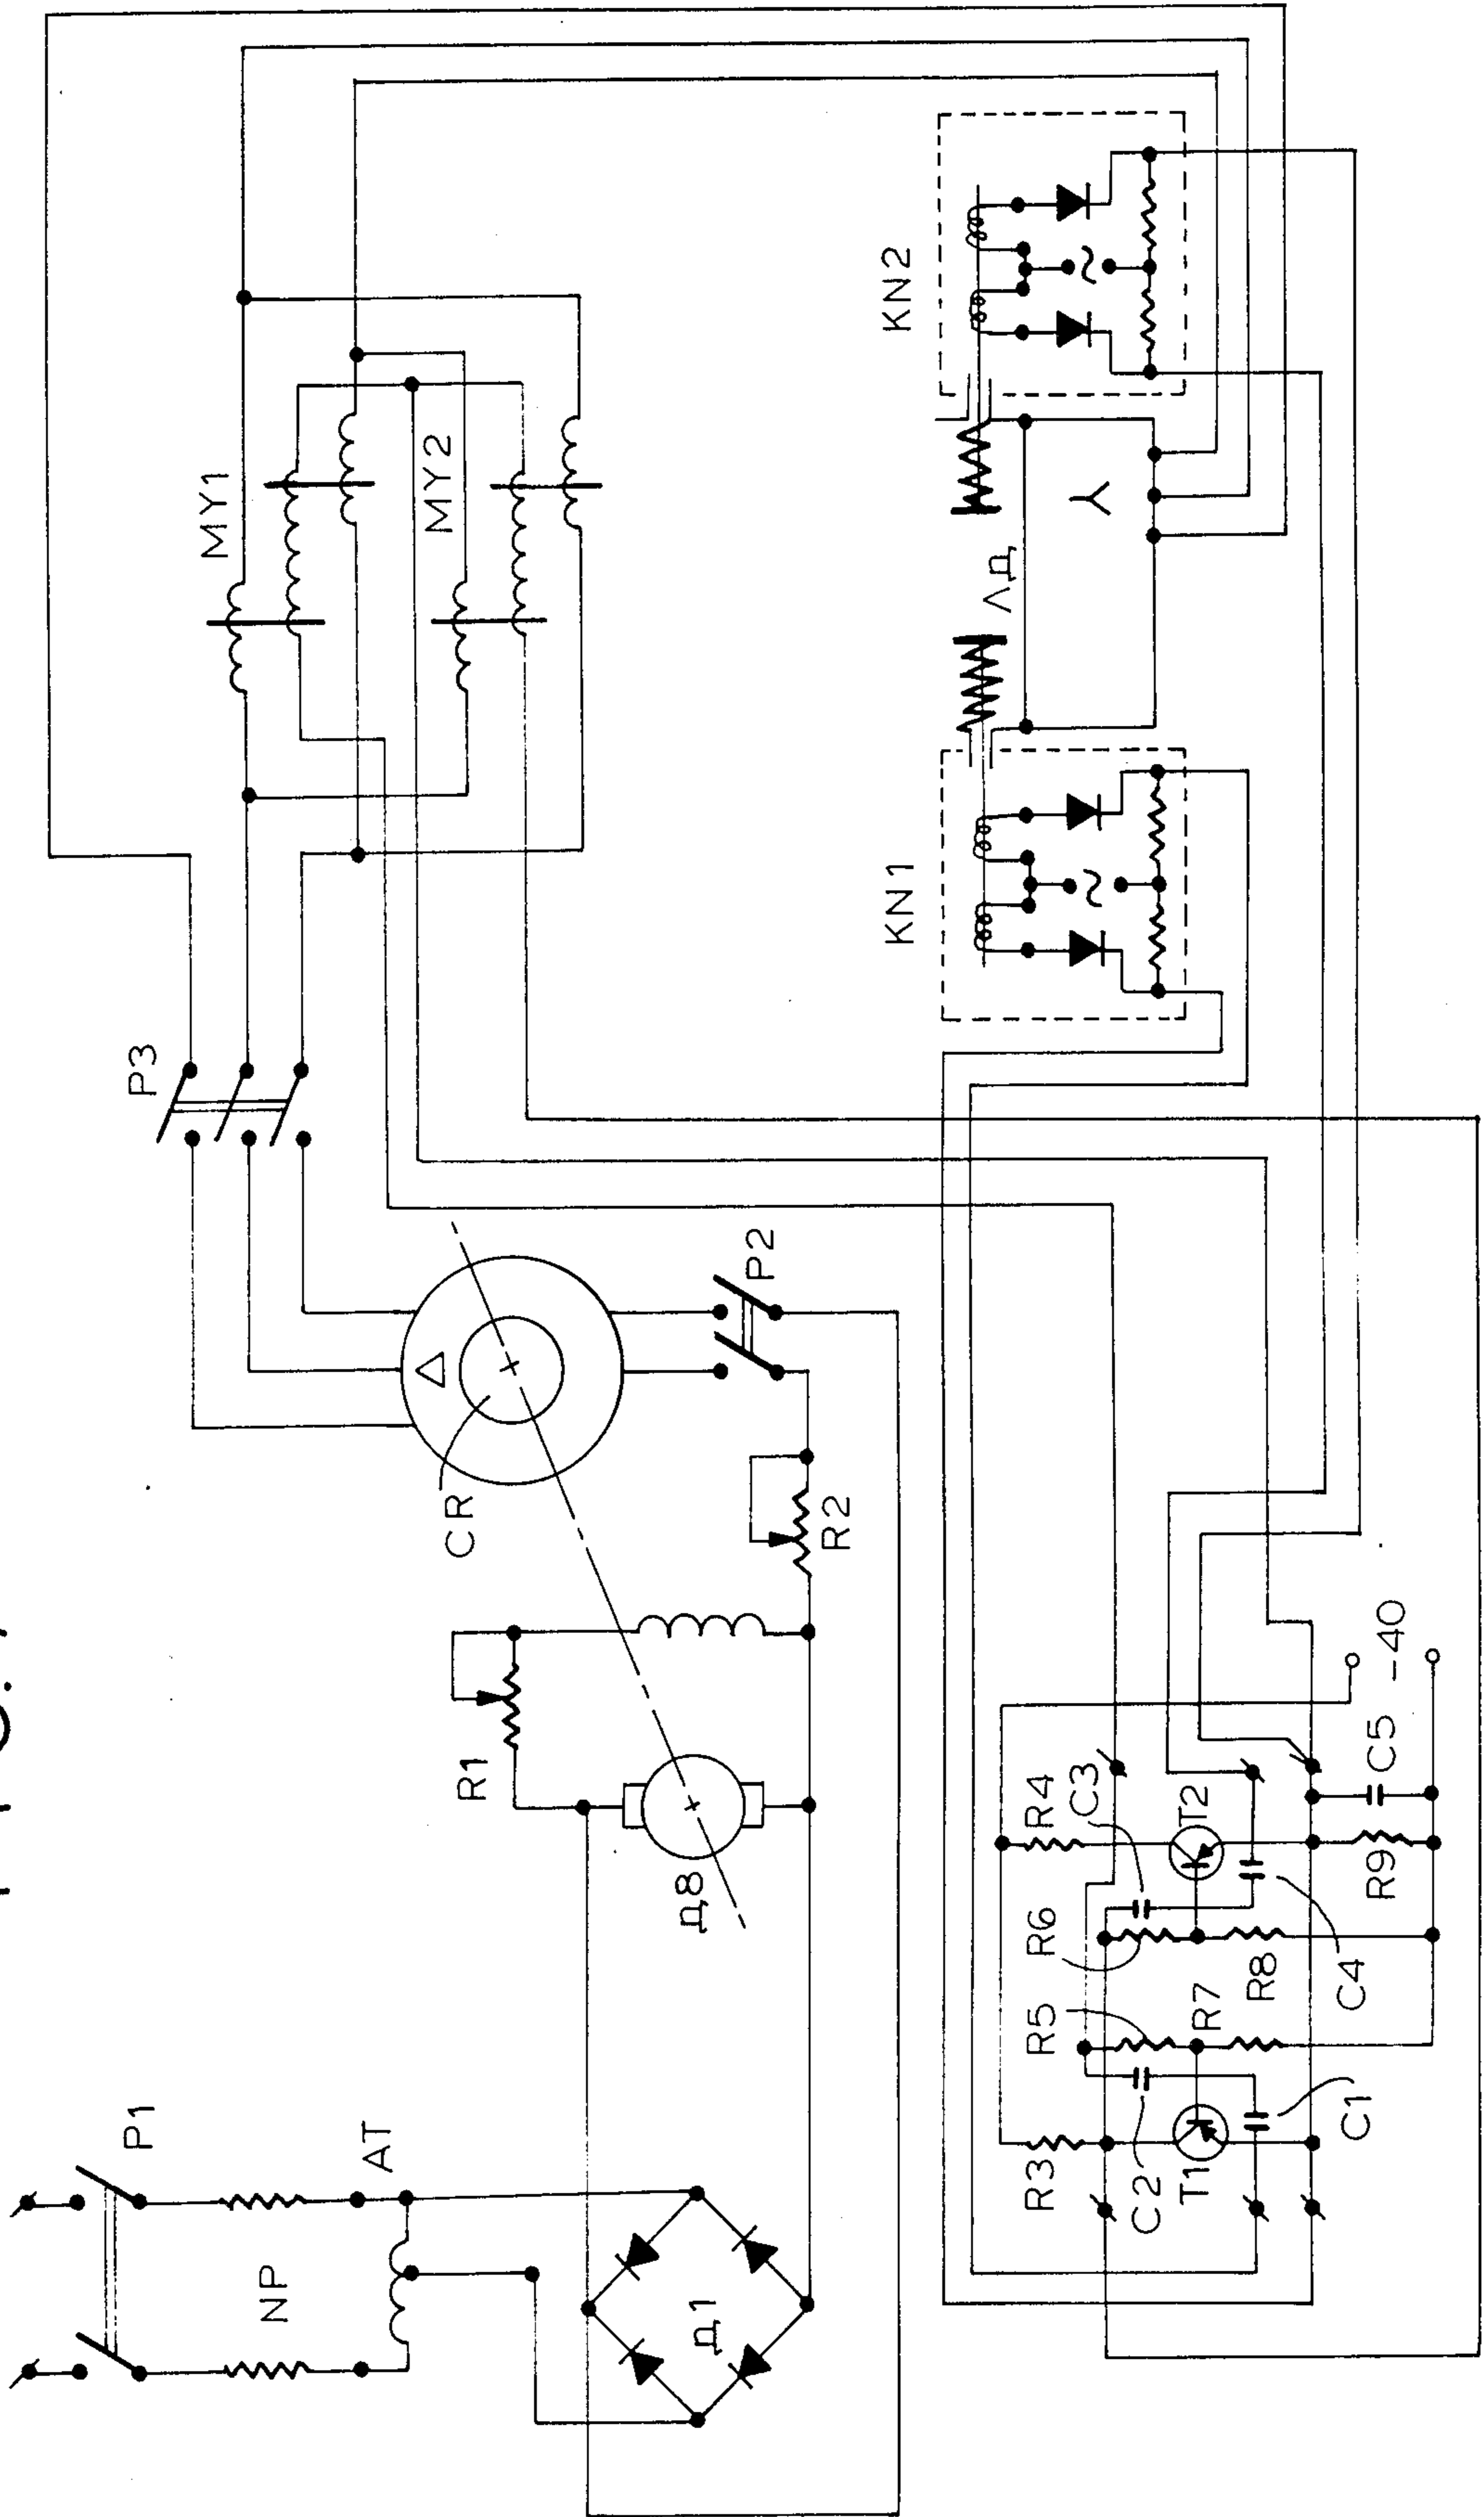 P1
NP
AT
Д1
R1
Д8
CR
R2
P2
P3
MY1
MY2
KN1
KN2
ΛД
Y
R3
C2
T1
C1
R5
R7
R6
R8
C4
R4
C3
T2
R9
C5
-40